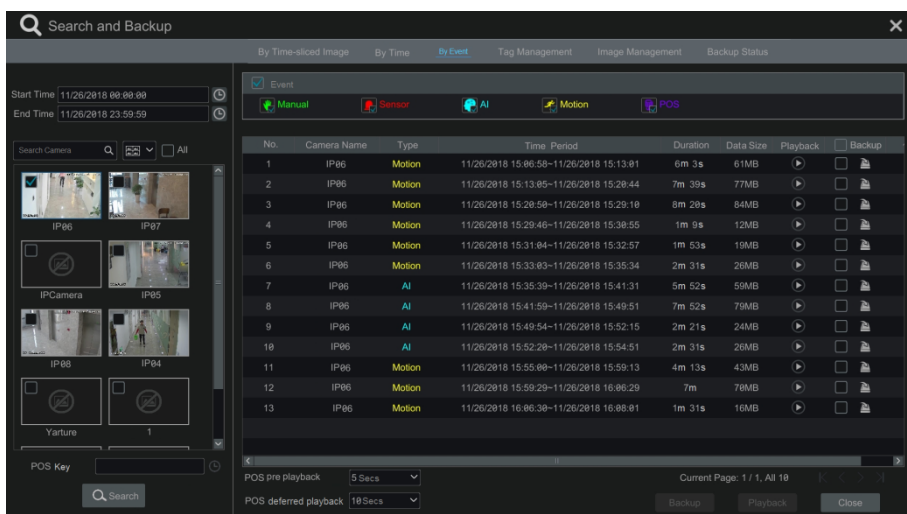 Search and Backup
By Time-sliced Image By Time By Event Tag Management Image Management Backup Status
Start Time 11/26/2018 00:00:00
End Time 11/26/2018 23:59:59
Search Camera All
IP06 IP07
IPCamera IP05
IP08 IP04
Yarture 1
POS Key
Search
Event
Manual Sensor AI Motion POS
No. Camera Name Type Time Period Duration Data Size Playback Backup
1 IP06 Motion 11/26/2018 15:06:58~11/26/2018 15:13:01 6m 3s 61MB
2 IP06 Motion 11/26/2018 15:13:05~11/26/2018 15:20:44 7m 39s 77MB
3 IP06 Motion 11/26/2018 15:20:50~11/26/2018 15:29:10 8m 20s 84MB
4 IP06 Motion 11/26/2018 15:29:46~11/26/2018 15:30:55 1m 9s 12MB
5 IP06 Motion 11/26/2018 15:31:04~11/26/2018 15:32:57 1m 53s 19MB
6 IP06 Motion 11/26/2018 15:33:03~11/26/2018 15:35:34 2m 31s 26MB
7 IP06 AI 11/26/2018 15:35:39~11/26/2018 15:41:31 5m 52s 59MB
8 IP06 AI 11/26/2018 15:41:59~11/26/2018 15:49:51 7m 52s 79MB
9 IP06 AI 11/26/2018 15:49:54~11/26/2018 15:52:15 2m 21s 24MB
10 IP06 AI 11/26/2018 15:52:20~11/26/2018 15:54:51 2m 31s 26MB
11 IP06 Motion 11/26/2018 15:55:00~11/26/2018 15:59:13 4m 13s 43MB
12 IP06 Motion 11/26/2018 15:59:29~11/26/2018 16:06:29 7m 70MB
13 IP06 Motion 11/26/2018 16:06:30~11/26/2018 16:08:01 1m 31s 16MB
POS pre playback 5 Secs
Current Page: 1 / 1, All 10
POS deferred playback 10Secs
Backup Playback Close